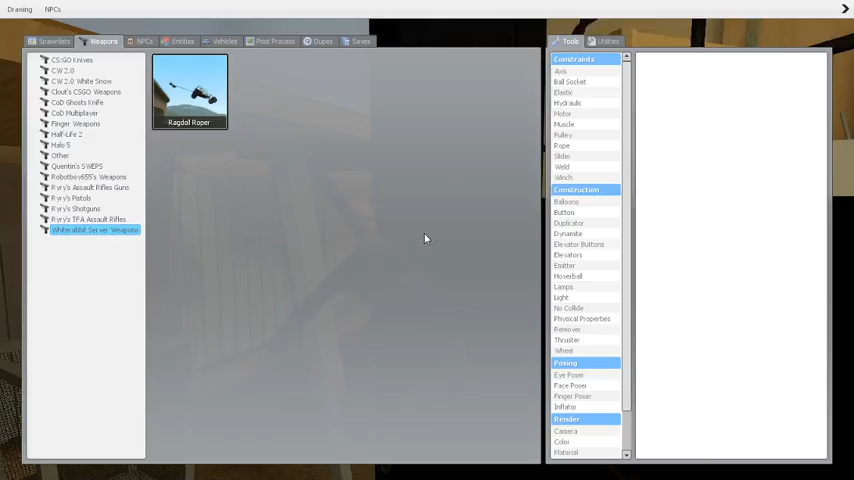 Drawing NPCs
Spawnlists Weapons NPCs Entities Vehicles Post Process Dupes Saves
Tools Utilities
CS:GO Knives
CW 2.0
CW 2.0 White Snow
Clout's CSGO Weapons
CoD Ghosts Knife
CoD Multiplayer
Finger Weapons
Half-Life 2
Halo 5
Other
Quentin's SWEPS
Robotboy655's Weapons
Ryry's Assault Rifles Guns
Ryry's Pistols
Ryry's Shotguns
Ryry's TFA Assault Rifles
Whiterabbit Server Weapons
Ragdol Roper
Constraints
Axis
Ball Socket
Elastic
Hydraulic
Motor
Muscle
Pulley
Rope
Slider
Weld
Winch
Construction
Balloons
Button
Duplicator
Dynamite
Elevator Buttons
Elevators
Emitter
Hoverball
Lamps
Light
No Collide
Physical Properties
Remover
Thruster
Wheel
Posing
Eye Poser
Face Poser
Finger Poser
Inflator
Render
Camera
Color
Material